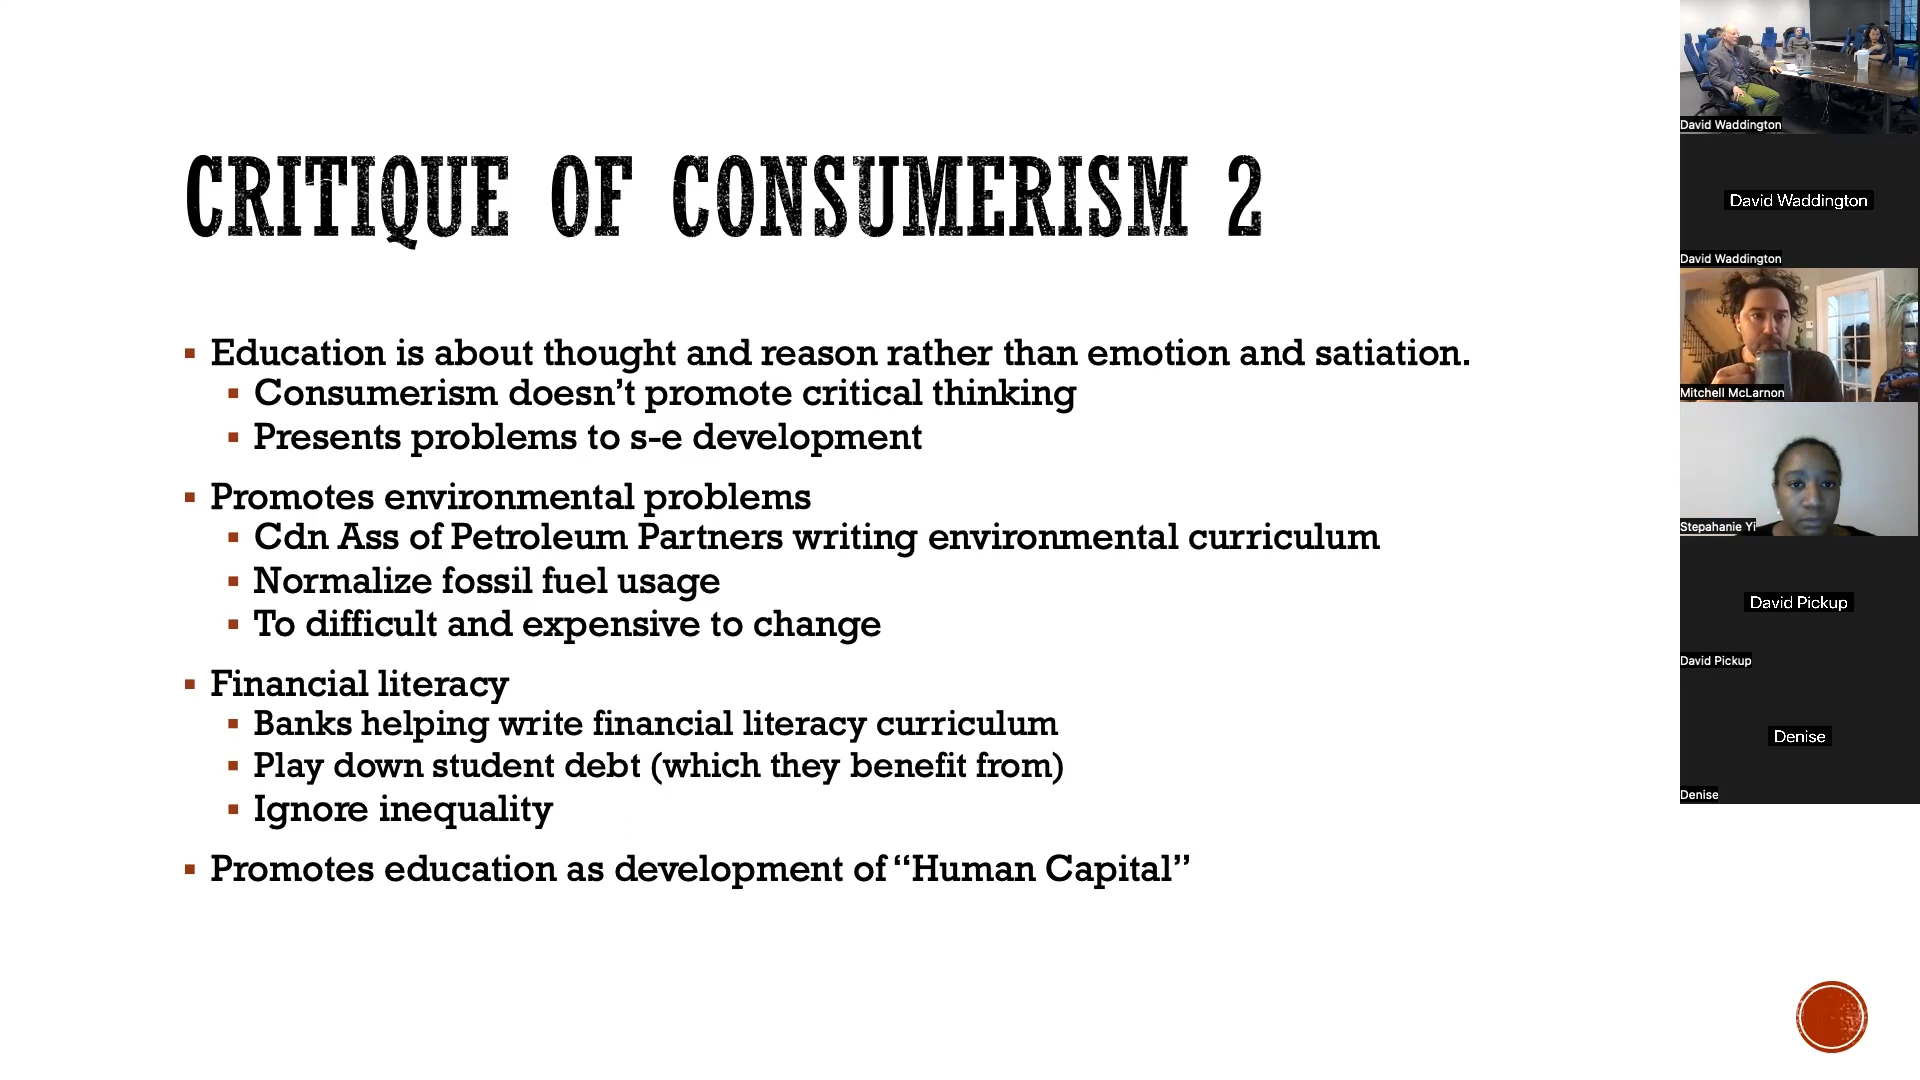 CRITIQUE OF CONSUMERISM 2
Education is about thought and reason rather than emotion and satiation.
Consumerism doesn’t promote critical thinking
Presents problems to s-e development
Promotes environmental problems
Cdn Ass of Petroleum Partners writing environmental curriculum
Normalize fossil fuel usage
To difficult and expensive to change
Financial literacy
Banks helping write financial literacy curriculum
Play down student debt (which they benefit from)
Ignore inequality
Promotes education as development of “Human Capital”
David Waddington
David Waddington
David Waddington
Mitchell McLarnon
Stepahanie Yi
David Pickup
David Pickup
Denise
Denise